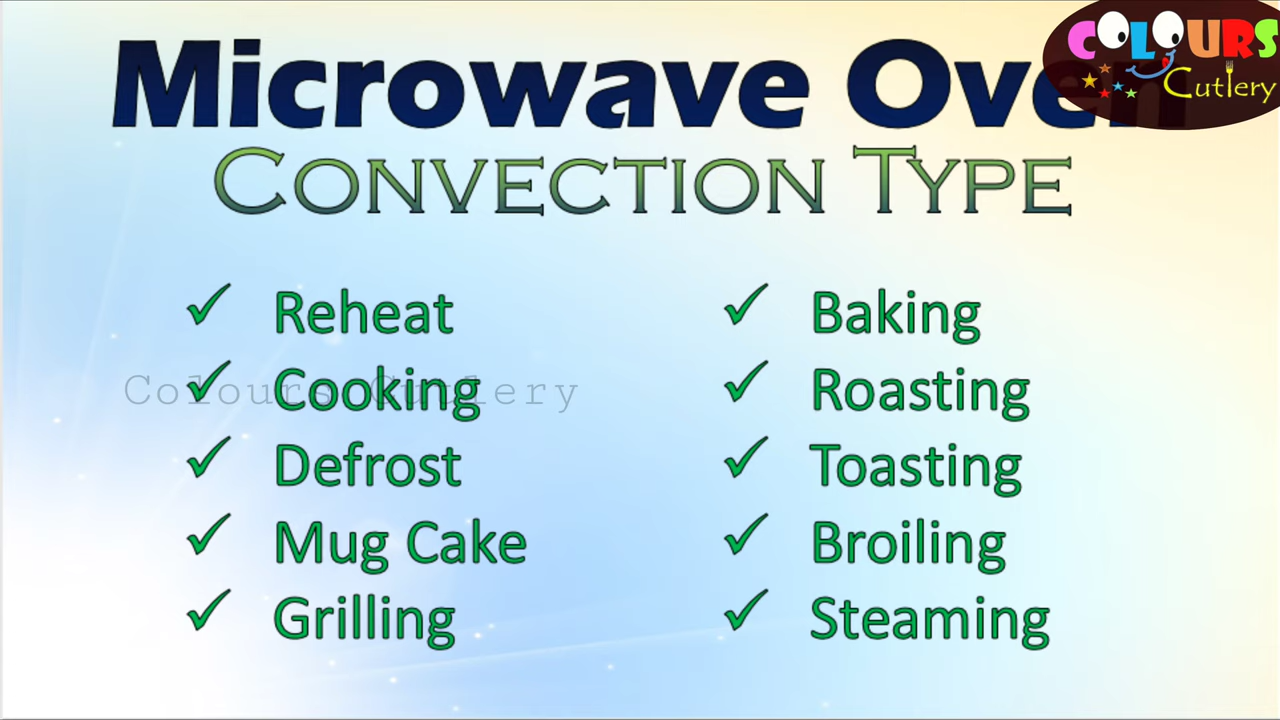 Microwave Oven
COLOURS
Cutlery
CONVECTION TYPE
✓ Reheat
✓ Cooking
✓ Defrost
✓ Mug Cake
✓ Grilling
✓ Baking
✓ Roasting
✓ Toasting
✓ Broiling
✓ Steaming
Colours Cutlery